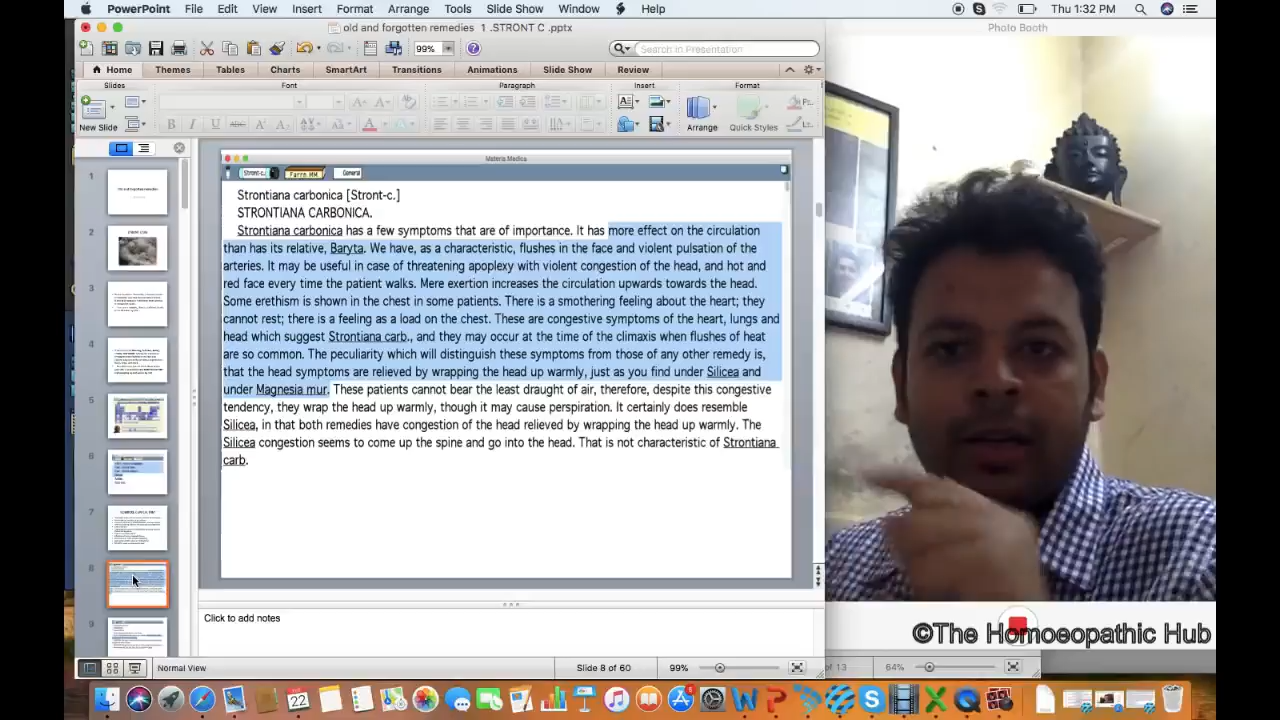 PowerPoint File Edit View Insert Format Arrange Tools Slide Show Window Help Thu 1:32 PM
old and forgotten remedies 1 .STRONT C .pptx
Photo Booth
99%
Search in Presentation
Home Themes Tables Charts SmartArt Transitions Animations Slide Show Review
Slides Font Paragraph Insert Format
New Slide
B I U ABC
Arrange Quick Styles
Materia Medica
Stront-c. Farro MM General
Strontiana carbonica [Stront-c.]
STRONTIANA CARBONICA.
Strontiana carbonica has a few symptoms that are of importance. It has more effect on the circulation
than has its relative, Baryta. We have, as a characteristic, flushes in the face and violent pulsation of the
arteries. It may be useful in case of threatening apoplexy with violent congestion of the head, and hot and
red face every time the patient walks. Mere exertion increases the circulation upwards towards the head.
Some erethism is shown in the chest in some patients. There is a smothering feeling about the heart; they
cannot rest; there is a feeling as a load on the chest. These are congestive symptoms of the heart, lungs and
head which suggest Strontiana carb., and they may occur at the time of the climaxis when flushes of heat
are so common. The peculiarity which will distinguish these symptoms from those of any other remedy is,
that the head symptoms are relieved by wrapping the head up warmly, just as you find under Silicea and
under Magnesia mur. These patients cannot bear the least draught of air, therefore, despite this congestive
tendency, they wrap the head up warmly, though it may cause perspiration. It certainly does resemble
Silicea, in that both remedies have congestion of the head relieved by wrapping the head up warmly. The
Silicea congestion seems to come up the spine and go into the head. That is not characteristic of Strontiana
carb.
1
2
3
4
5
6
7
8
9
Click to add notes
©The Homoeopathic Hub
Normal View Slide 8 of 60 99% of 13 64%